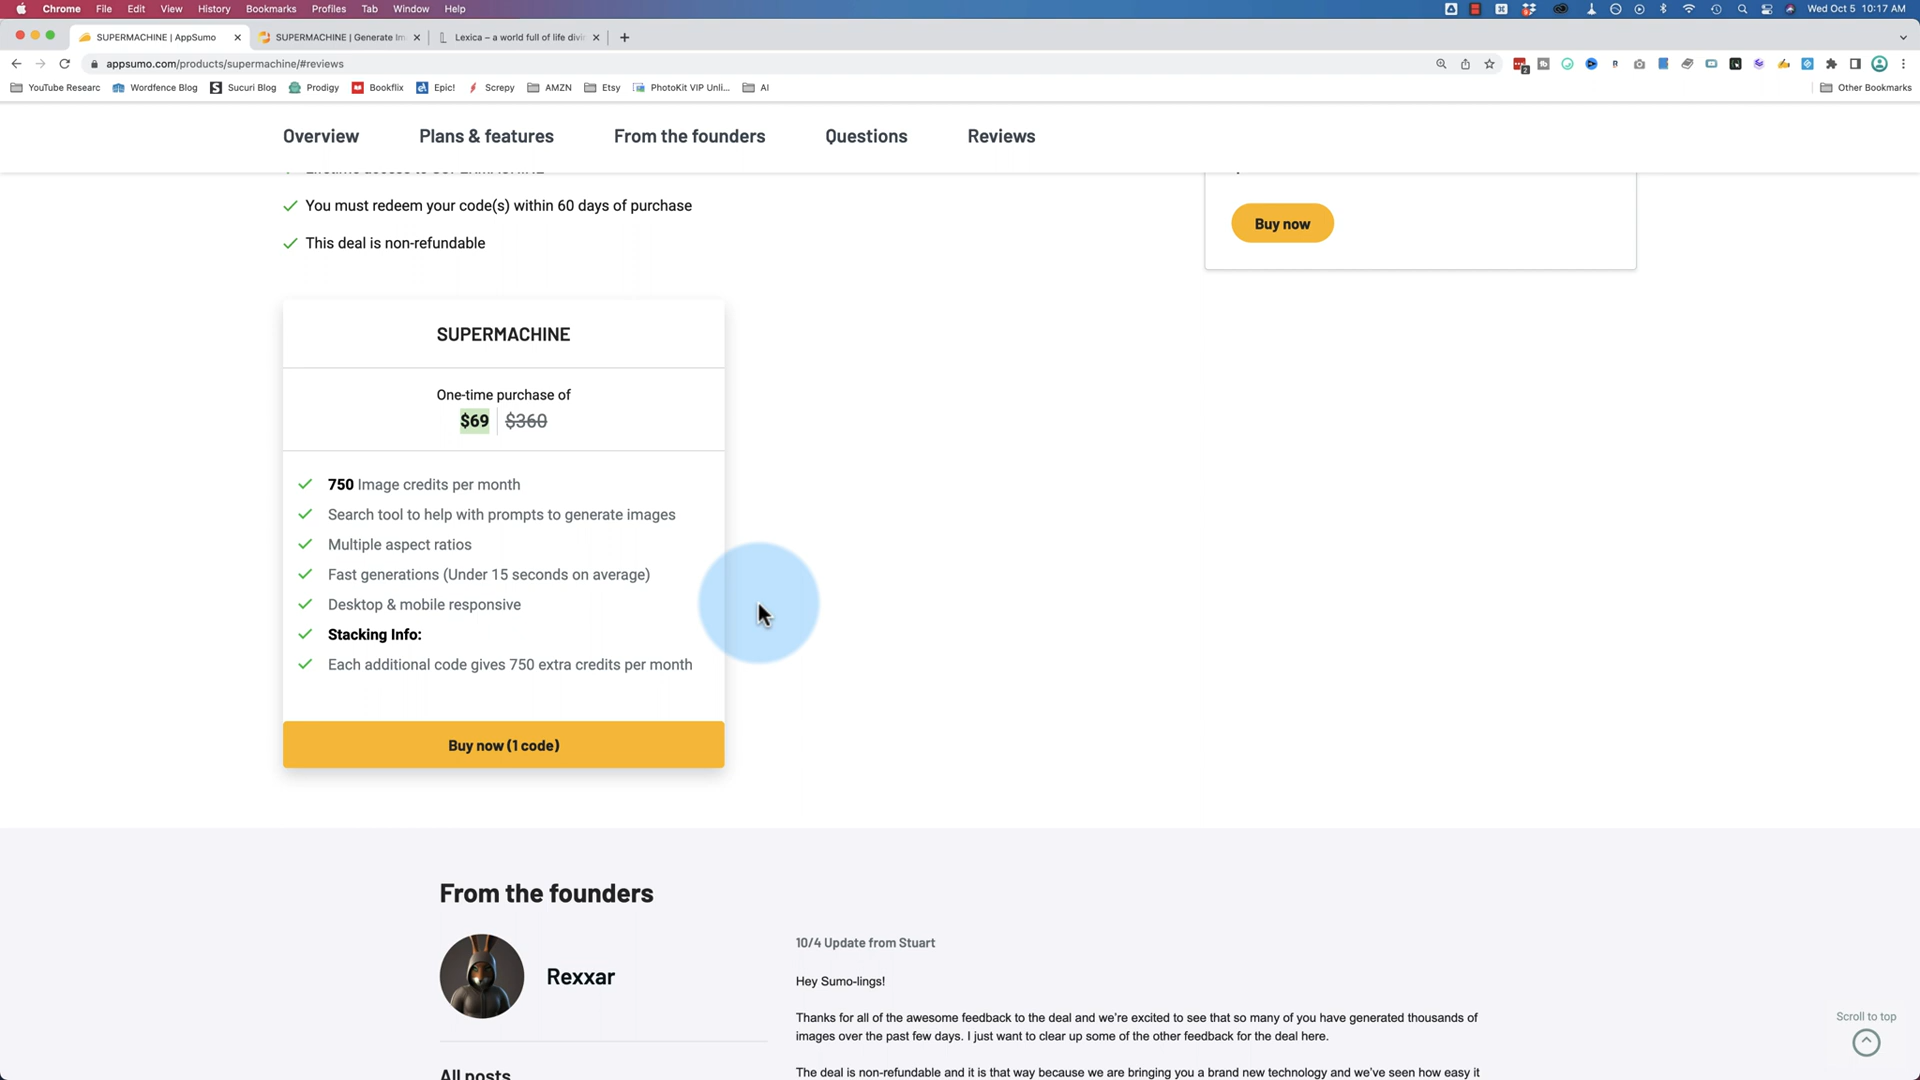 Chrome File Edit View History Bookmarks Profiles Tab Window Help
Wed Oct 5 10:17 AM
SUPERMACHINE | AppSumo
SUPERMACHINE | Generate Im
Lexica – a world full of life divi
appsumo.com/products/supermachine/#reviews
YouTube Researc
Wordfence Blog
Sucuri Blog
Prodigy
Bookflix
Epic!
Screpy
AMZN
Etsy
PhotoKit VIP Unli...
AI
Other Bookmarks
Overview
Plans & features
From the founders
Questions
Reviews
You must redeem your code(s) within 60 days of purchase
This deal is non-refundable
Buy now
SUPERMACHINE
One-time purchase of
$69 $360
750 Image credits per month
Search tool to help with prompts to generate images
Multiple aspect ratios
Fast generations (Under 15 seconds on average)
Desktop & mobile responsive
Stacking Info:
Each additional code gives 750 extra credits per month
Buy now (1 code)
From the founders
Rexxar
All posts
10/4 Update from Stuart
Hey Sumo-lings!
Thanks for all of the awesome feedback to the deal and we're excited to see that so many of you have generated thousands of
images over the past few days. I just want to clear up some of the other feedback for the deal here.
The deal is non-refundable and it is that way because we are bringing you a brand new technology and we've seen how easy it
Scroll to top